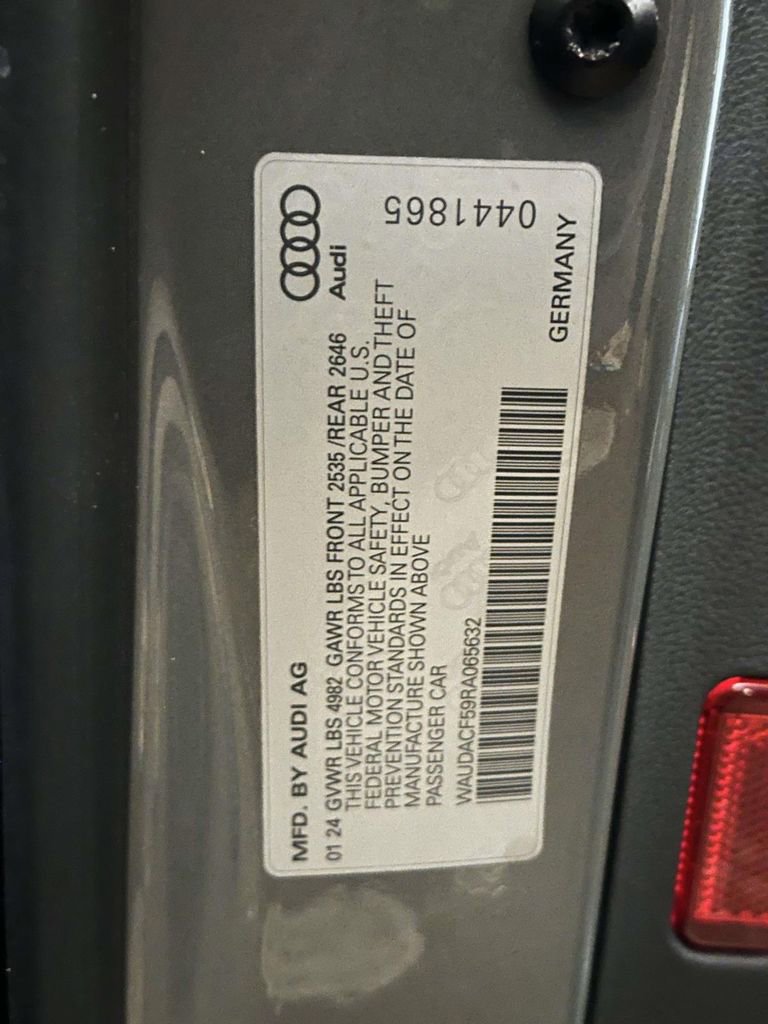 MFD. BY AUDI AG
Audi
01 24 GVWR LBS 4982 GAWR LBS FRONT 2535 /REAR 2646
THIS VEHICLE CONFORMS TO ALL APPLICABLE U.S.
FEDERAL MOTOR VEHICLE SAFETY, BUMPER AND THEFT
PREVENTION STANDARDS IN EFFECT ON THE DATE OF
MANUFACTURE SHOWN ABOVE
PASSENGER CAR
WAUDACF59RA065632
0441865
GERMANY